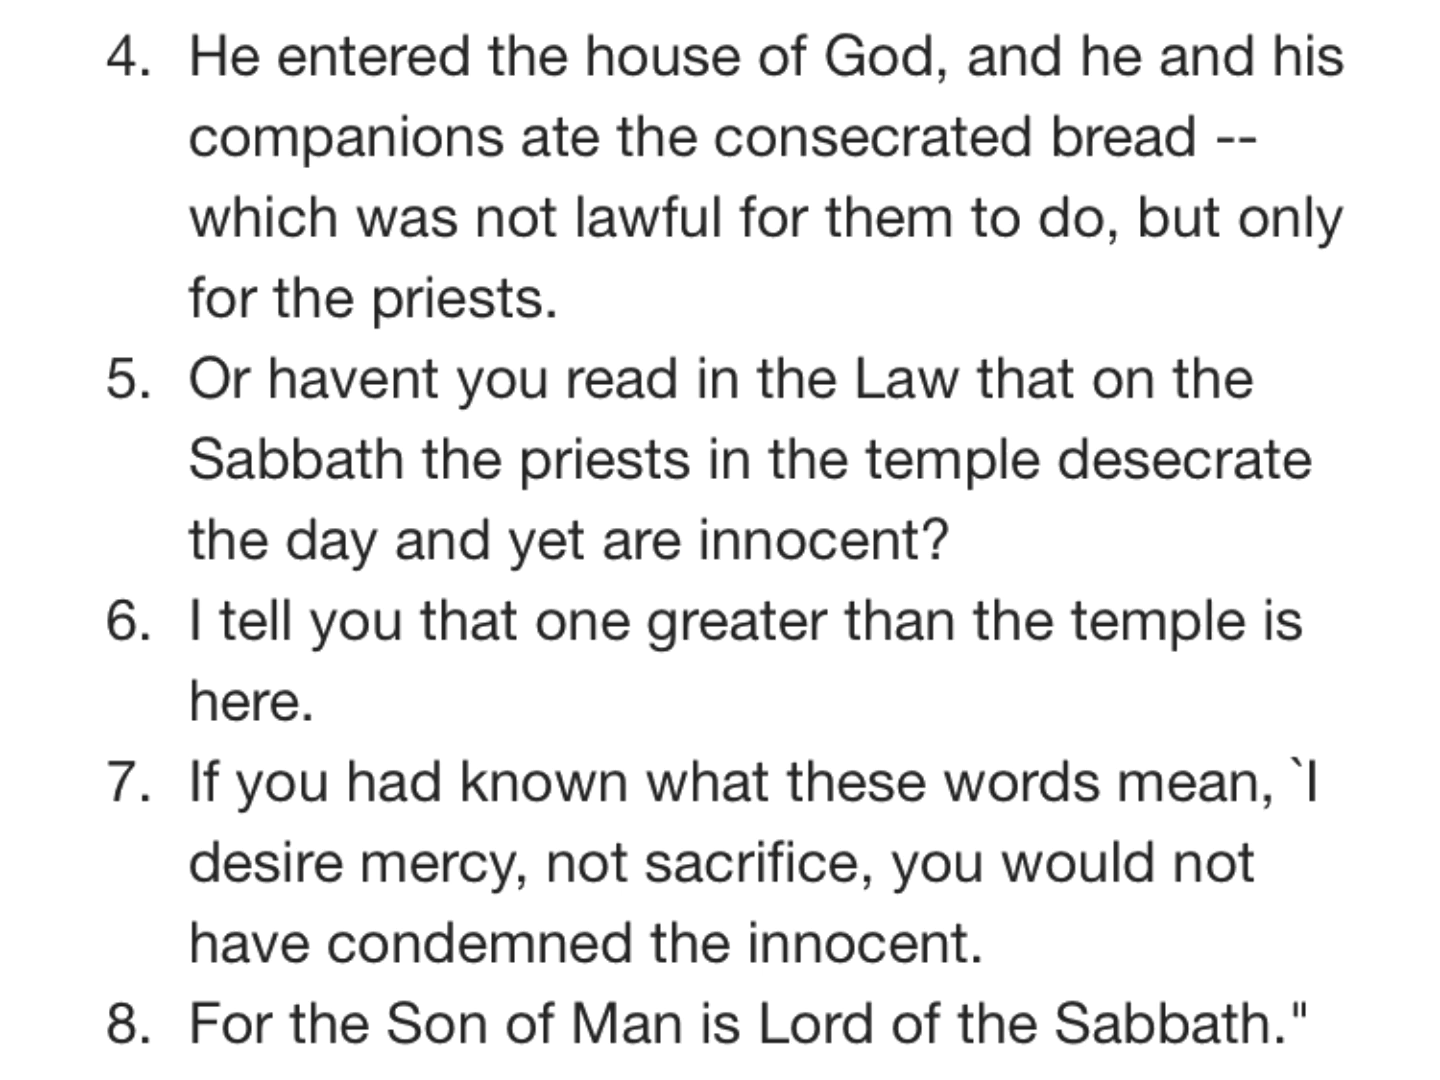 4. He entered the house of God, and he and his
companions ate the consecrated bread --
which was not lawful for them to do, but only
for the priests.
5. Or havent you read in the Law that on the
Sabbath the priests in the temple desecrate
the day and yet are innocent?
6. I tell you that one greater than the temple is
here.
7. If you had known what these words mean, `I
desire mercy, not sacrifice, you would not
have condemned the innocent.
8. For the Son of Man is Lord of the Sabbath."